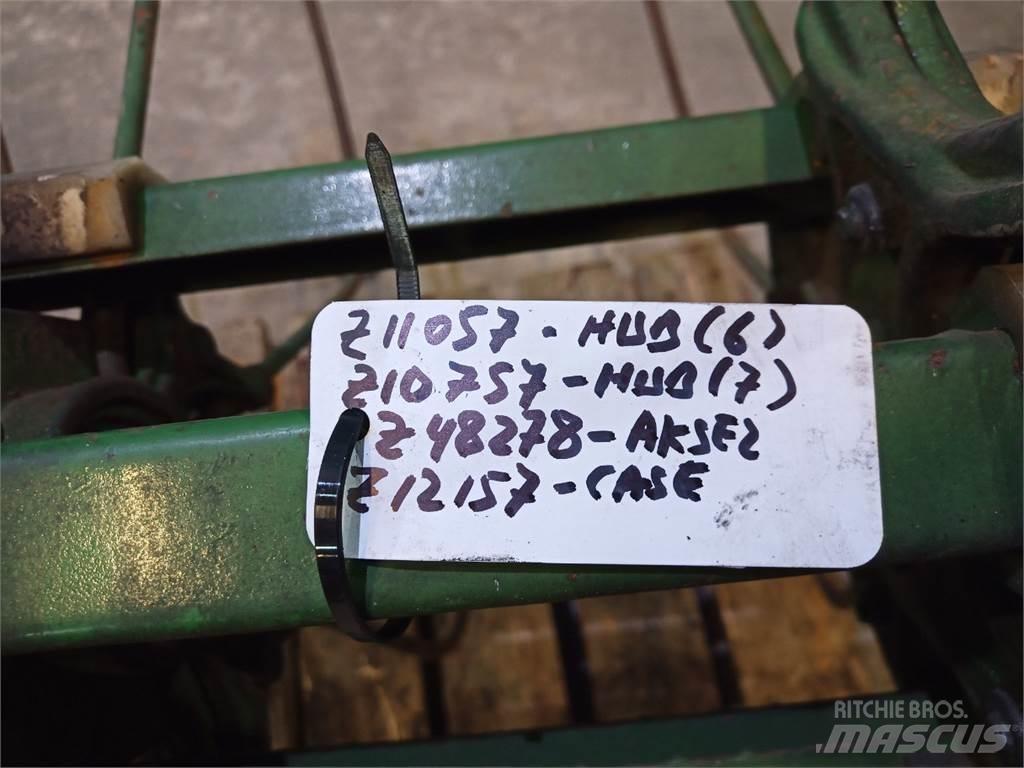 Z11057 - HUB (6)
Z10757 - HUB (7)
Z48278 - AKSEL
Z12157 - CASE
RITCHIE BROS.
MASCUS